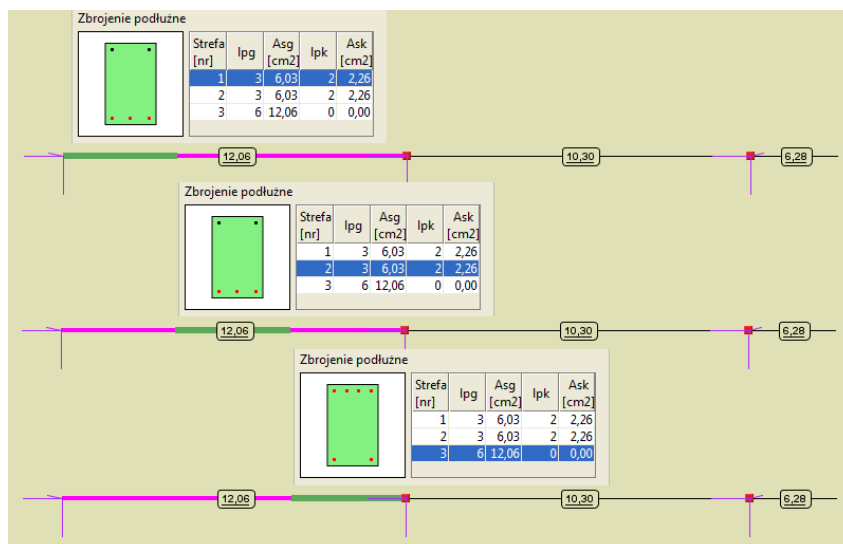 Zbrojenie podłużne
Strefa [nr] lpg Asg [cm2] lpk Ask [cm2]
1 3 6,03 2 2,26
2 3 6,03 2 2,26
3 6 12,06 0 0,00
12,06 10,30 6,28
Zbrojenie podłużne
Strefa [nr] lpg Asg [cm2] lpk Ask [cm2]
1 3 6,03 2 2,26
2 3 6,03 2 2,26
3 6 12,06 0 0,00
12,06 10,30 6,28
Zbrojenie podłużne
Strefa [nr] lpg Asg [cm2] lpk Ask [cm2]
1 3 6,03 2 2,26
2 3 6,03 2 2,26
3 6 12,06 0 0,00
12,06 10,30 6,28